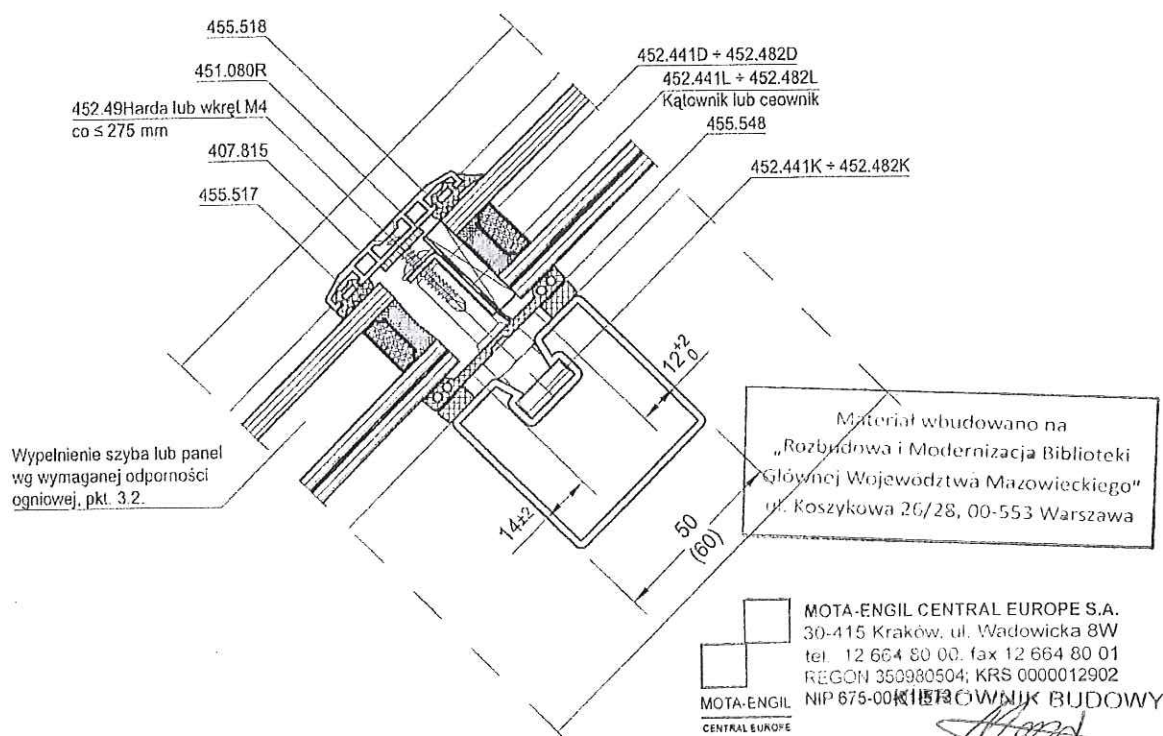 455.518
451.080R
452.49Harda lub wkręt M4
co ≤ 275 mm
407.815
455.517
452.441D ÷ 452.482D
452.441L ÷ 452.482L
Kątownik lub ceownik
455.548
452.441K ÷ 452.482K
12 +2 0
14±2
50
(60)
Wypełnienie szyba lub panel
wg wymaganej odporności
ogniowej, pkt. 3.2.
Materiał wbudowano na
„Rozbudowa i Modernizacja Biblioteki
Głównej Województwa Mazowieckiego"
ul. Koszykowa 26/28, 00-553 Warszawa
MOTA-ENGIL CENTRAL EUROPE S.A.
30-415 Kraków, ul. Wadowicka 8W
tel. 12 664 80 00, fax 12 664 80 01
REGON 350980504; KRS 0000012902
NIP 675-00
KIEROWNIK BUDOWY
MOTA-ENGIL
CENTRAL EUROPE